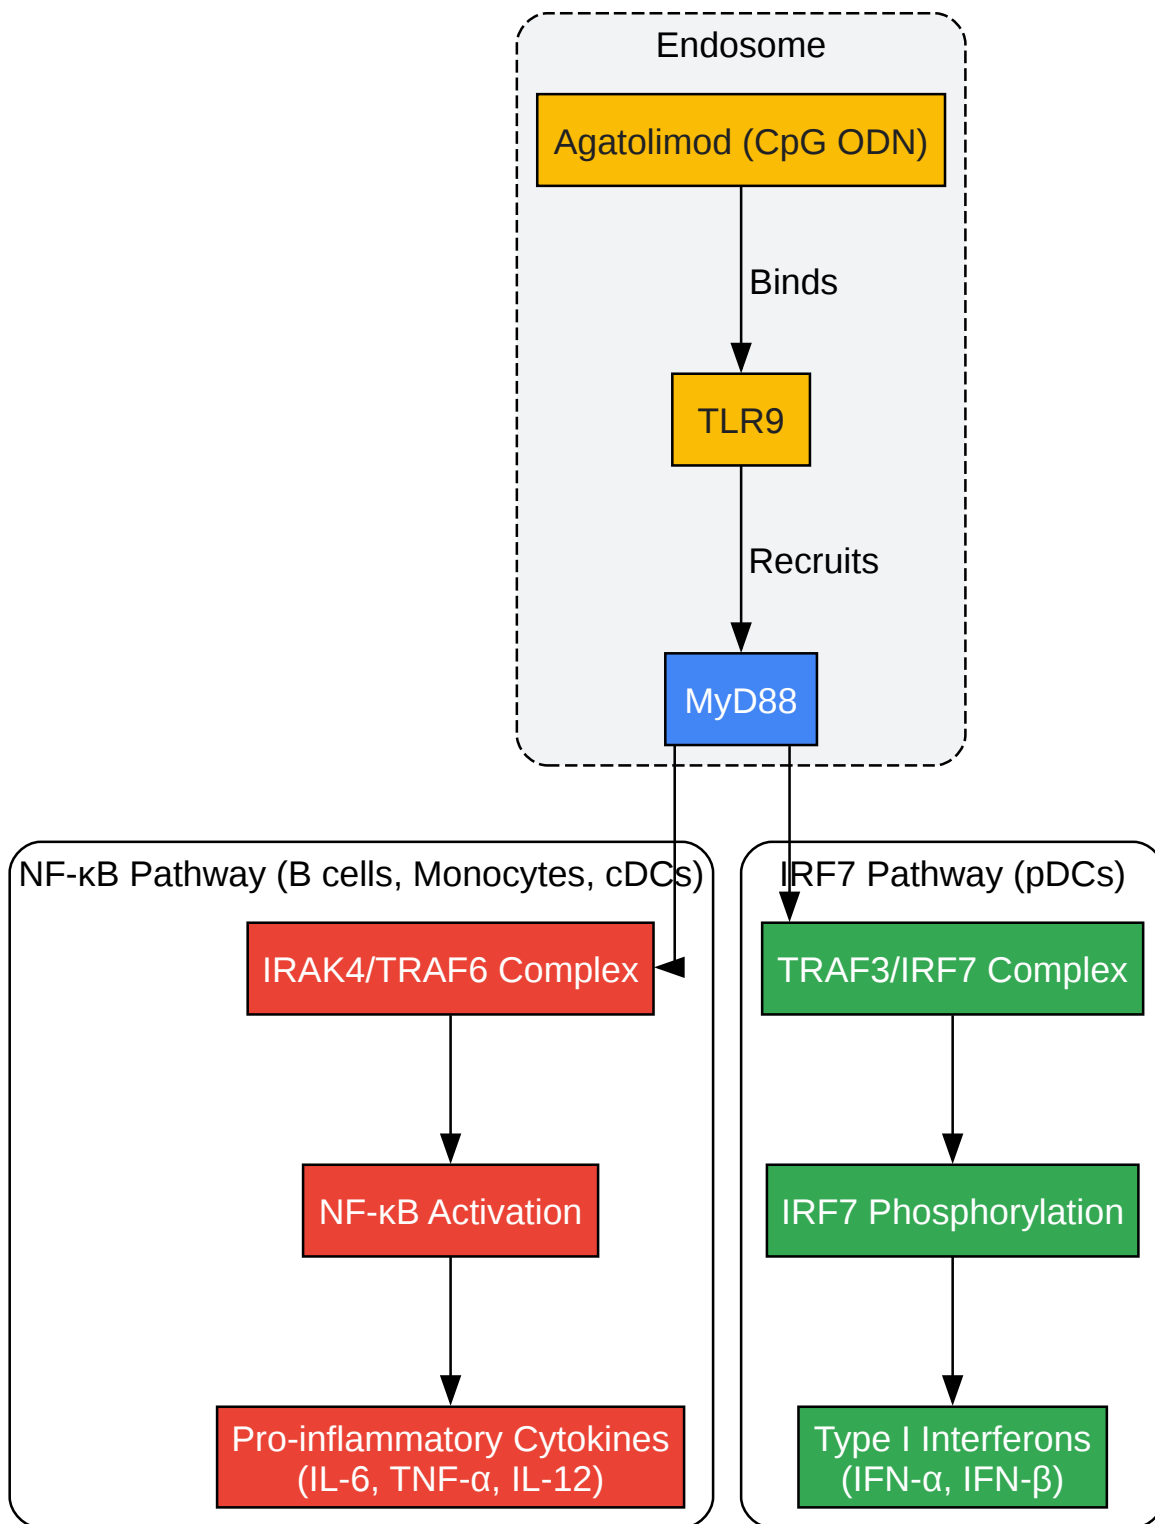 Endosome
Agatolimod (CpG ODN)
Binds
TLR9
Recruits
MyD88
NF-κB Pathway (B cells, Monocytes, cDCs)
IRAK4/TRAF6 Complex
NF-κB Activation
Pro-inflammatory Cytokines
(IL-6, TNF-α, IL-12)
IRF7 Pathway (pDCs)
TRAF3/IRF7 Complex
IRF7 Phosphorylation
Type I Interferons
(IFN-α, IFN-β)